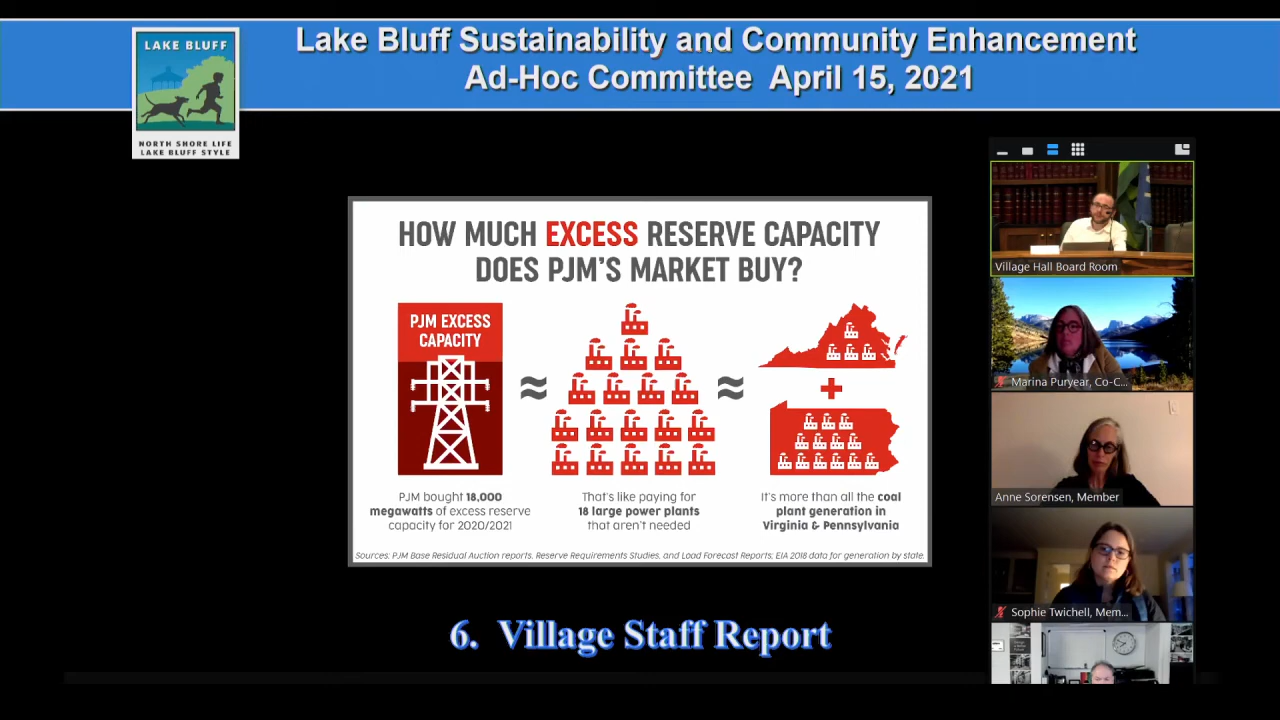 Lake Bluff Sustainability and Community Enhancement
Ad-Hoc Committee April 15, 2021
LAKE BLUFF
NORTH SHORE LIFE
LAKE BLUFF STYLE
HOW MUCH EXCESS RESERVE CAPACITY
DOES PJM'S MARKET BUY?
PJM EXCESS
CAPACITY
≈
≈
+
PJM bought 18,000
megawatts of excess reserve
capacity for 2020/2021
That's like paying for
18 large power plants
that aren't needed
It's more than all the coal
plant generation in
Virginia & Pennsylvania
Sources: PJM Base Residual Auction reports, Reserve Requirements Studies, and Load Forecast Reports; EIA 2018 data for generation by state.
6. Village Staff Report
Village Hall Board Room
Marina Puryear, Co-C...
Anne Sorensen, Member
Sophie Twichell, Mem...